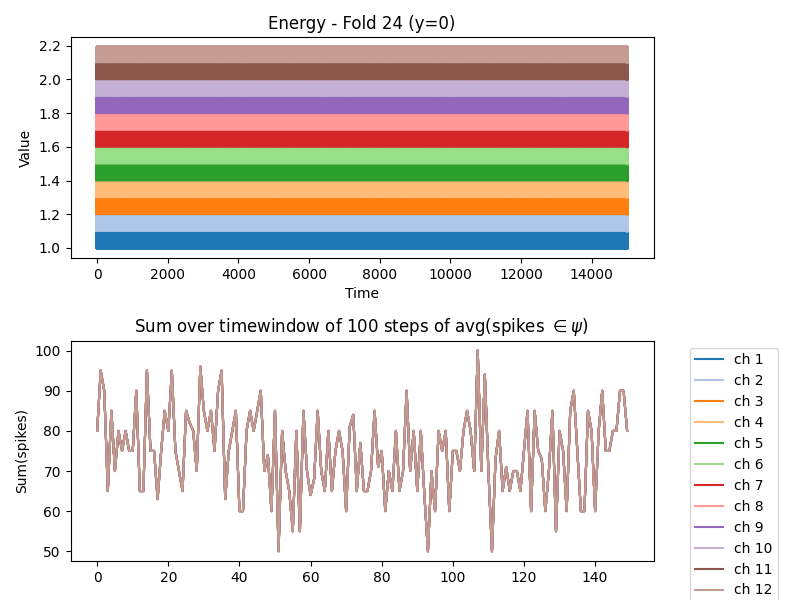 Energy - Fold 24 (y=0)
Value
2.2
2.0
1.8
1.6
1.4
1.2
1.0
0 2000 4000 6000 8000 10000 12000 14000
Time
Sum over timewindow of 100 steps of avg(spikes ∈ ψ)
Sum(spikes)
100
90
80
70
60
50
0 20 40 60 80 100 120 140
ch 1
ch 2
ch 3
ch 4
ch 5
ch 6
ch 7
ch 8
ch 9
ch 10
ch 11
ch 12